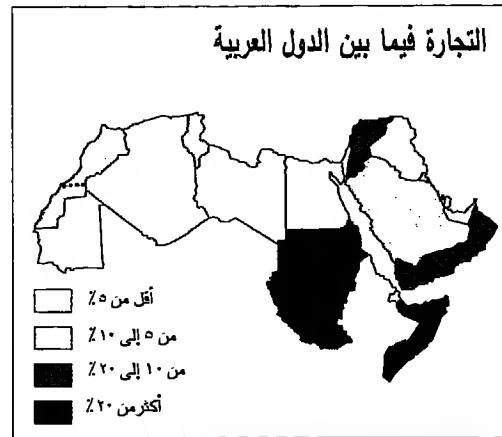 التجارة فيما بين الدول العربية
أقل من ٥٪
من ٥ إلى ١٠٪
من ١٠ إلى ٢٠٪
أكثر من ٢٠٪